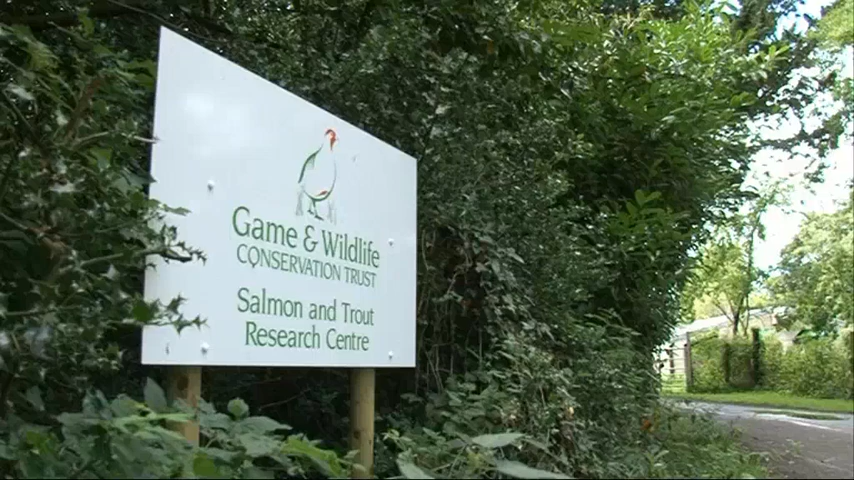 Game & Wildlife
CONSERVATION TRUST
Salmon and Trout
Research Centre